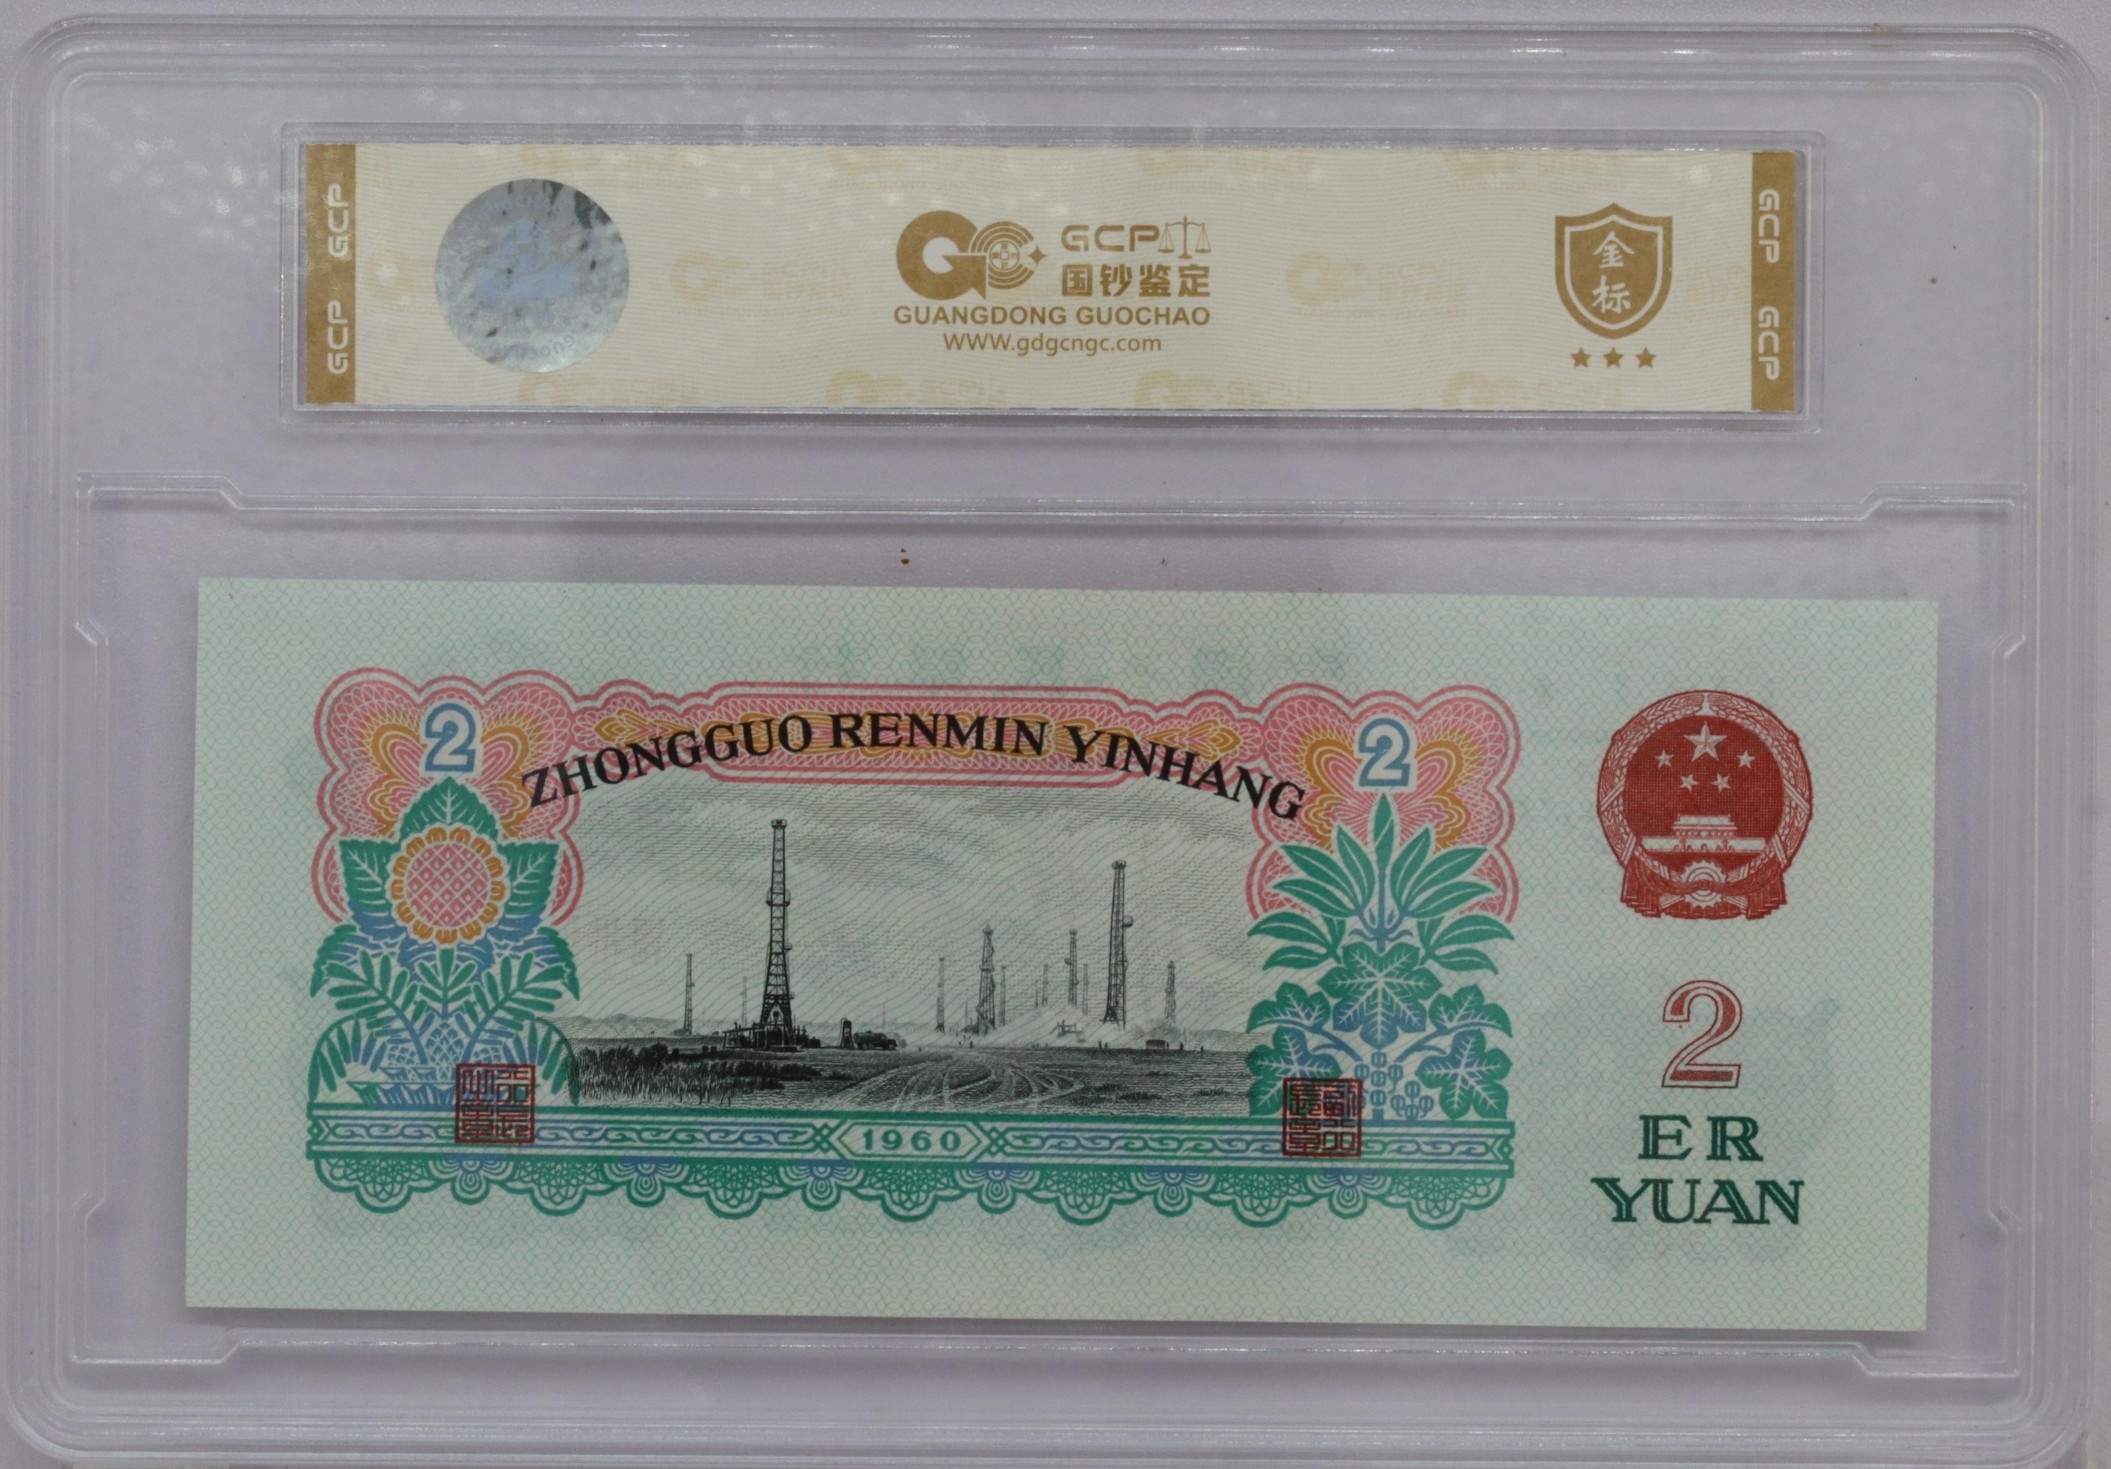 GCP GCP
GCP
国钞鉴定
GUANGDONG GUOCHAO
www.gdgcngc.com
金标
GCP GCP
2
ZHONGGUO RENMIN YINHANG
2
1960
2
ER
YUAN